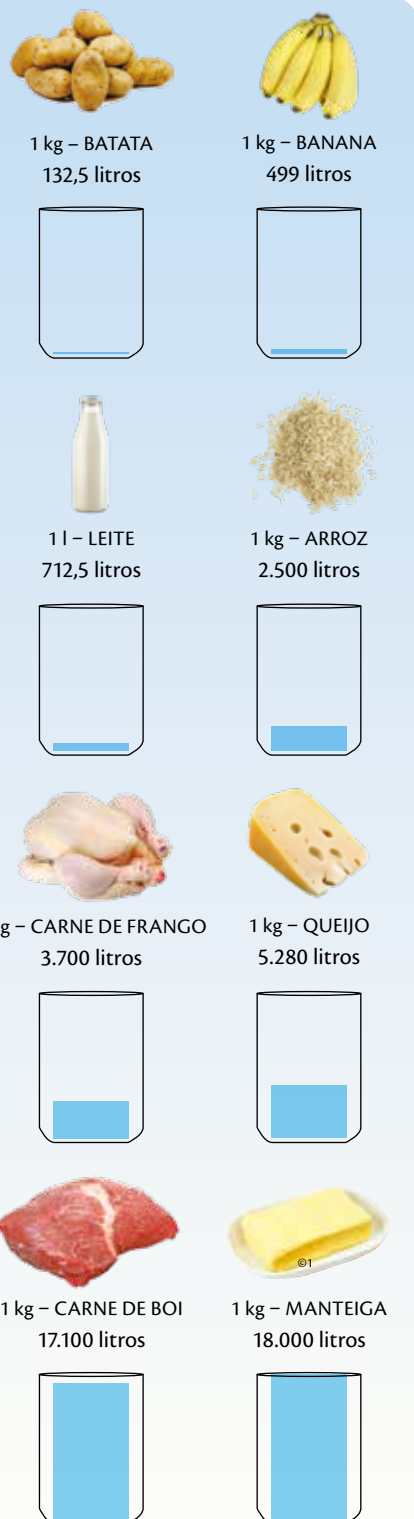 1 kg – BATATA
132,5 litros
1 kg – BANANA
499 litros
1 l – LEITE
712,5 litros
1 kg – ARROZ
2.500 litros
g – CARNE DE FRANGO
3.700 litros
1 kg – QUEIJO
5.280 litros
1 kg – CARNE DE BOI
17.100 litros
©1
1 kg – MANTEIGA
18.000 litros